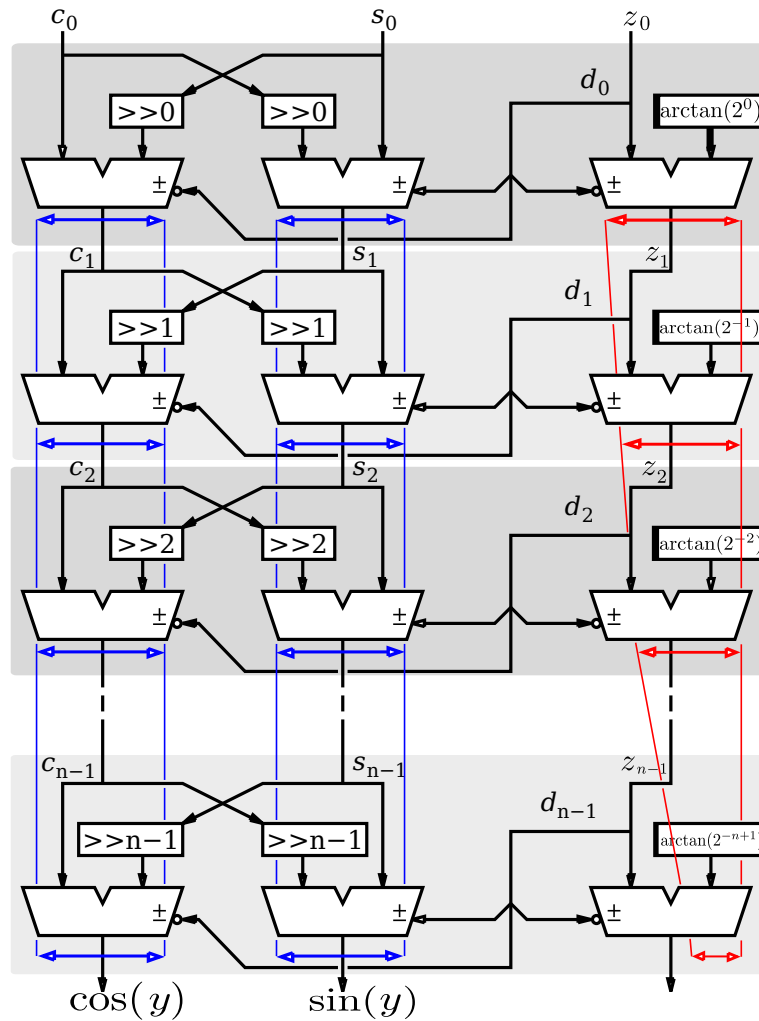 c₀ s₀ z₀
d₀
>>0 >>0 arctan(2⁰)
± ± ±
c₁ s₁ z₁
d₁
>>1 >>1 arctan(2⁻¹)
± ± ±
c₂ s₂ z₂
d₂
>>2 >>2 arctan(2⁻²)
± ± ±
cₙ₋₁ sₙ₋₁ zₙ₋₁
dₙ₋₁
>>n−1 >>n−1 arctan(2⁻ⁿ⁺¹)
± ± ±
cos(y) sin(y)